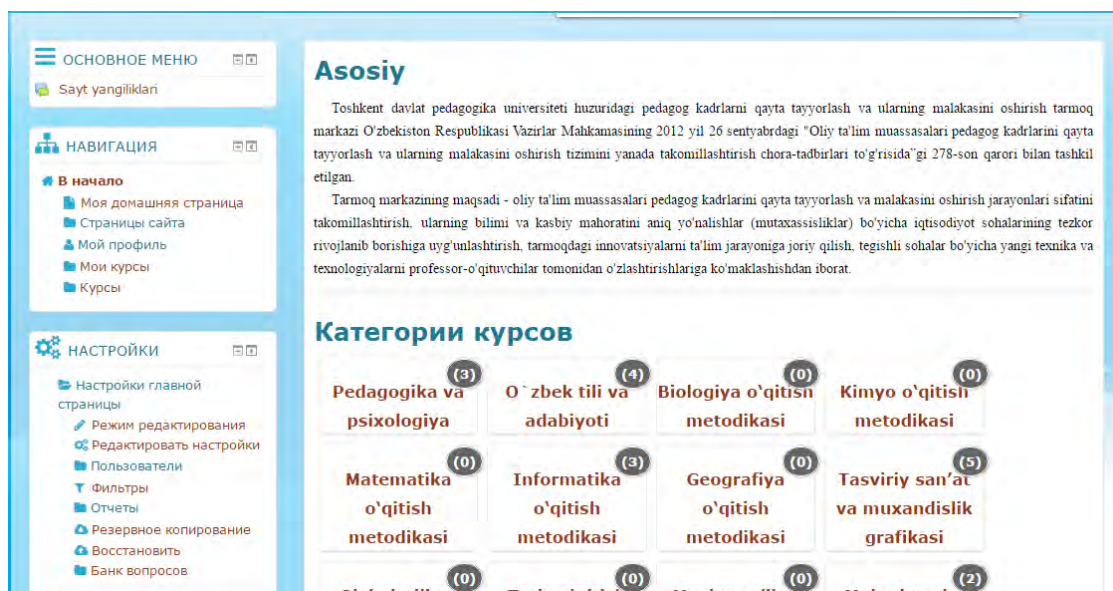 ОСНОВНОЕ МЕНЮ
Sayt yangiliklari
НАВИГАЦИЯ
В начало
Моя домашняя страница
Страницы сайта
Мой профиль
Мои курсы
Курсы
НАСТРОЙКИ
Настройки главной
страницы
Режим редактирования
Редактировать настройки
Пользователи
Фильтры
Отчеты
Резервное копирование
Восстановить
Банк вопросов
Asosiy
Toshkent davlat pedagogika universiteti huzuridagi pedagog kadrlarni qayta tayyorlash va ularning malakasini oshirish tarmoq
markazi O'zbekiston Respublikasi Vazirlar Mahkamasining 2012 yil 26 sentyabrdagi "Oliy ta'lim muassasalari pedagog kadrlarini qayta
tayyorlash va ularning malakasini oshirish tizimini yanada takomillashtirish chora-tadbirlari to'g'risida"gi 278-son qarori bilan tashkil
etilgan.
Tarmoq markazining maqsadi - oliy ta'lim muassasalari pedagog kadrlarini qayta tayyorlash va malakasini oshirish jarayonlari sifatini
takomillashtirish, ularning bilimi va kasbiy mahoratini aniq yo'nalishlar (mutaxassisliklar) bo'yicha iqtisodiyot sohalarining tezkor
rivojlanib borishiga uyg'unlashtirish, tarmoqdagi innovatsiyalarni ta'lim jarayoniga joriy qilish, tegishli sohalar bo'yicha yangi texnika va
texnologiyalarni professor-o'qituvchilar tomonidan o'zlashtirishlariga ko'maklashishdan iborat.
Категории курсов
(3)
Pedagogika va
psixologiya
(4)
O`zbek tili va
adabiyoti
(0)
Biologiya o‘qitish
metodikasi
(0)
Kimyo o‘qitish
metodikasi
(0)
Matematika
o‘qitish
metodikasi
(3)
Informatika
o‘qitish
metodikasi
(0)
Geografiya
o‘qitish
metodikasi
(5)
Tasviriy san’at
va muxandislik
grafikasi
(0)
(0)
(0)
(2)